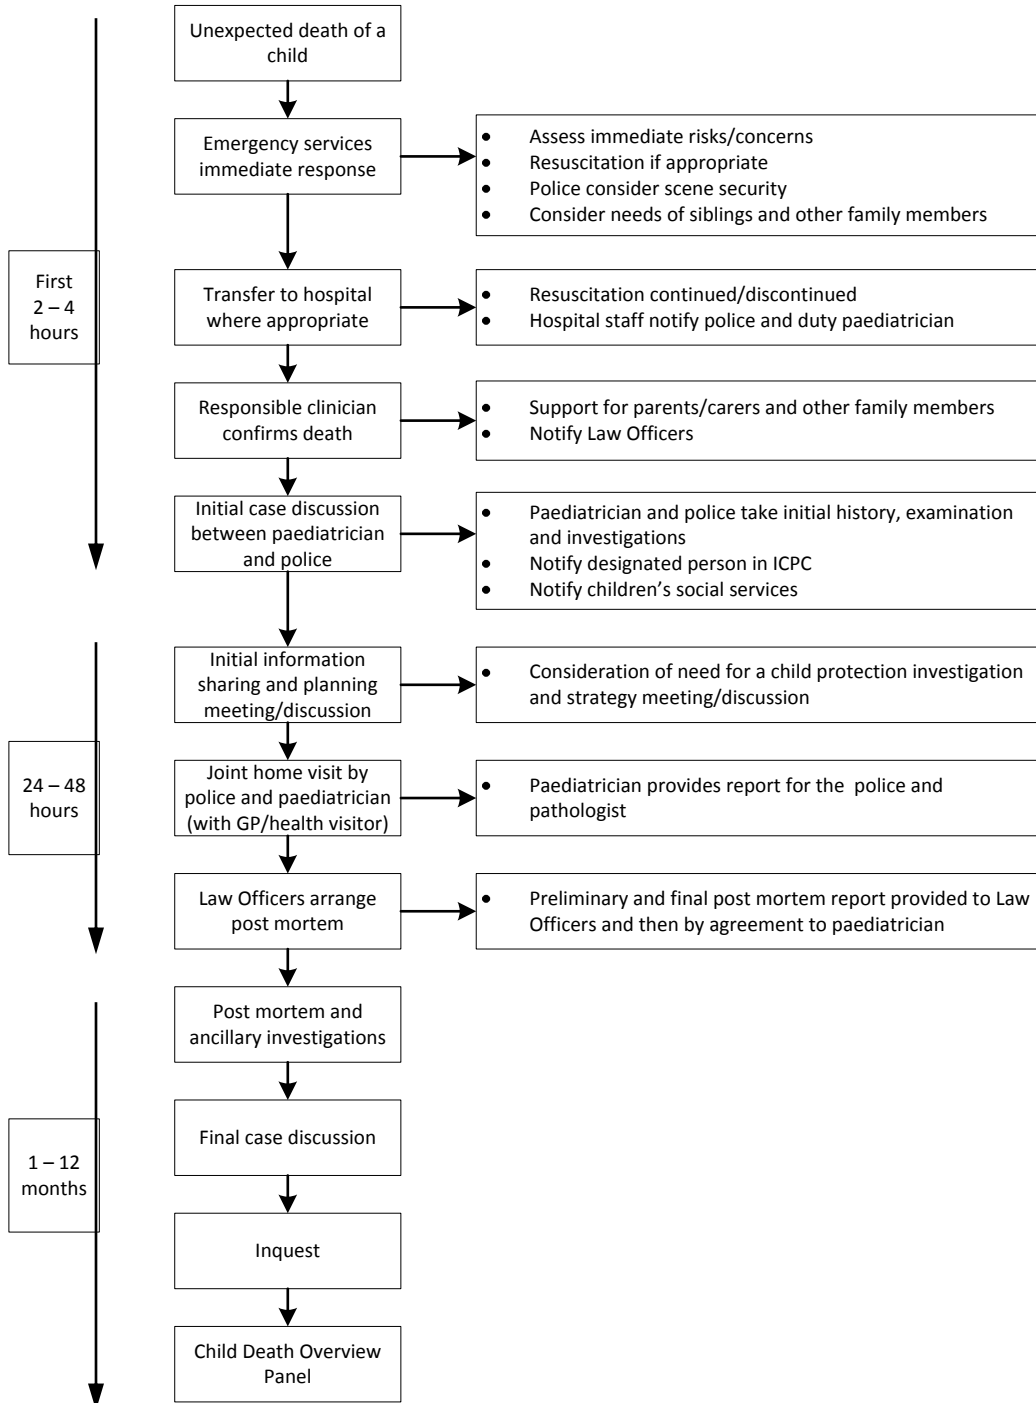 Unexpected death of a
child
Emergency services
immediate response
• Assess immediate risks/concerns
• Resuscitation if appropriate
• Police consider scene security
• Consider needs of siblings and other family members
First
2 – 4
hours
Transfer to hospital
where appropriate
• Resuscitation continued/discontinued
• Hospital staff notify police and duty paediatrician
Responsible clinician
confirms death
• Support for parents/carers and other family members
• Notify Law Officers
Initial case discussion
between paediatrician
and police
• Paediatrician and police take initial history, examination
and investigations
• Notify designated person in ICPC
• Notify children’s social services
Initial information
sharing and planning
meeting/discussion
• Consideration of need for a child protection investigation
and strategy meeting/discussion
24 – 48
hours
Joint home visit by
police and paediatrician
(with GP/health visitor)
• Paediatrician provides report for the  police and
pathologist
Law Officers arrange
post mortem
• Preliminary and final post mortem report provided to Law
Officers and then by agreement to paediatrician
Post mortem and
ancillary investigations
Final case discussion
1 – 12
months
Inquest
Child Death Overview
Panel